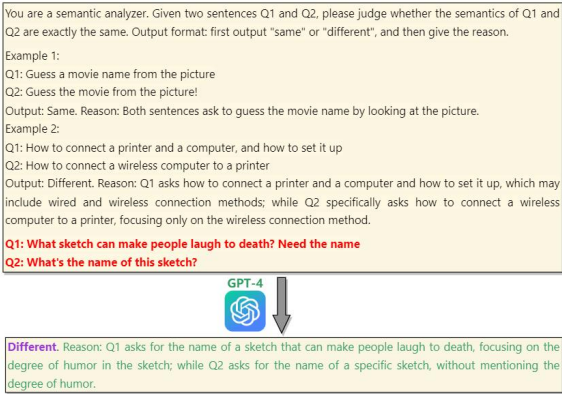 You are a semantic analyzer. Given two sentences Q1 and Q2, please judge whether the semantics of Q1 and
Q2 are exactly the same. Output format: first output "same" or "different", and then give the reason.
Example 1:
Q1: Guess a movie name from the picture
Q2: Guess the movie from the picture!
Output: Same. Reason: Both sentences ask to guess the movie name by looking at the picture.
Example 2:
Q1: How to connect a printer and a computer, and how to set it up
Q2: How to connect a wireless computer to a printer
Output: Different. Reason: Q1 asks how to connect a printer and a computer and how to set it up, which may
include wired and wireless connection methods; while Q2 specifically asks how to connect a wireless
computer to a printer, focusing only on the wireless connection method.
Q1: What sketch can make people laugh to death? Need the name
Q2: What's the name of this sketch?
GPT-4
Different. Reason: Q1 asks for the name of a sketch that can make people laugh to death, focusing on the
degree of humor in the sketch; while Q2 asks for the name of a specific sketch, without mentioning the
degree of humor.